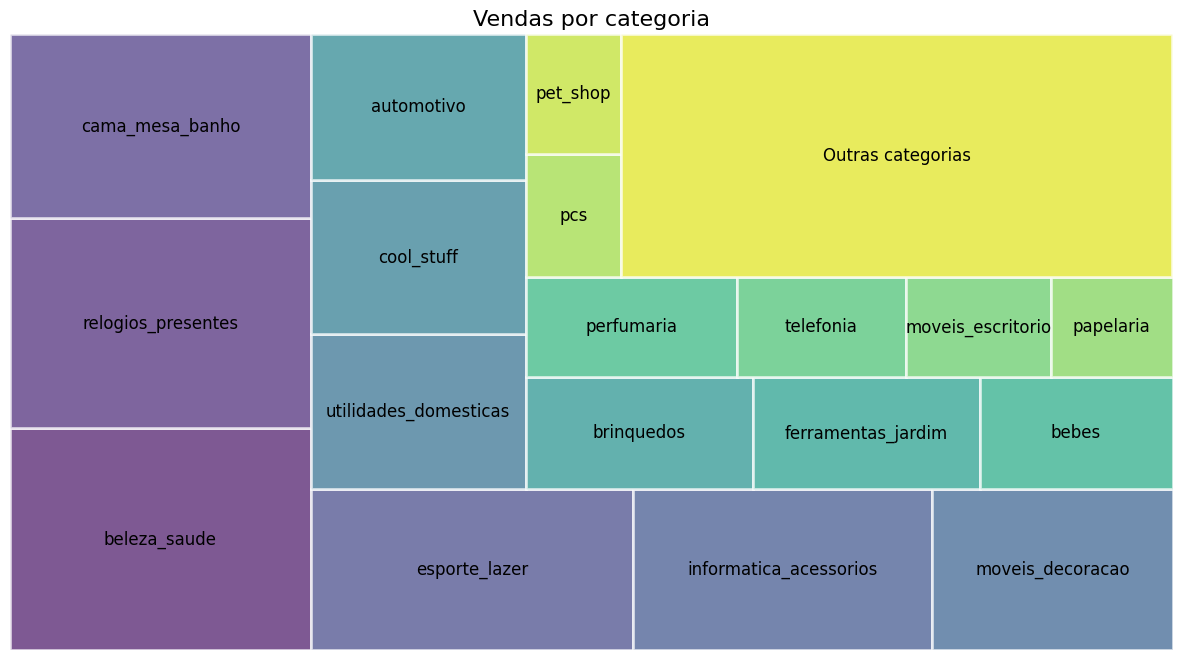 Vendas por categoria
cama_mesa_banho
relogios_presentes
beleza_saude
automotivo
cool_stuff
utilidades_domesticas
pet_shop
pcs
Outras categorias
perfumaria
telefonia
moveis_escritorio
papelaria
brinquedos
ferramentas_jardim
bebes
esporte_lazer
informatica_acessorios
moveis_decoracao